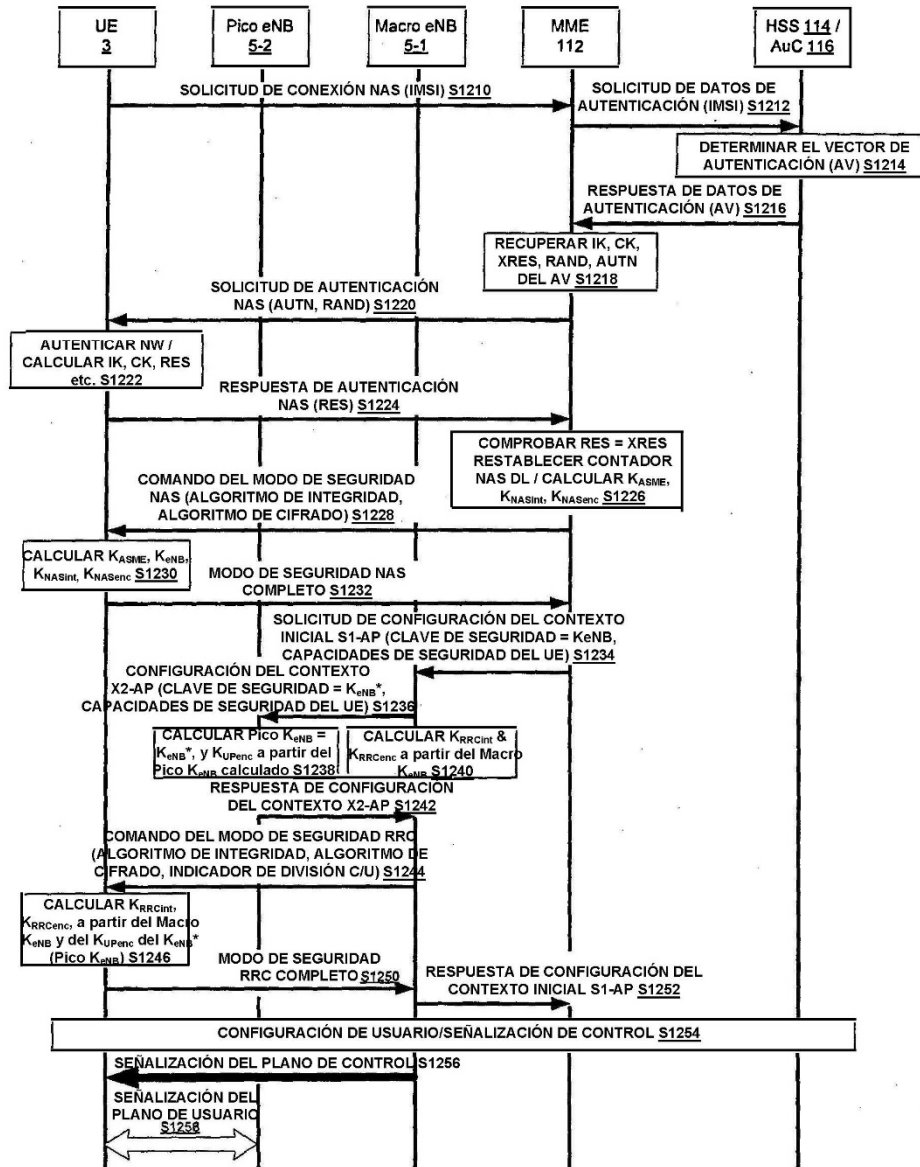 UE
3
Pico eNB
5-2
Macro eNB
5-1
MME
112
HSS 114 /
AuC 116
SOLICITUD DE CONEXIÓN NAS (IMSI) S1210
SOLICITUD DE DATOS DE
AUTENTICACIÓN (IMSI) S1212
DETERMINAR EL VECTOR DE
AUTENTICACIÓN (AV) S1214
RESPUESTA DE DATOS DE
AUTENTICACIÓN (AV) S1216
RECUPERAR IK, CK,
XRES, RAND, AUTN
DEL AV S1218
SOLICITUD DE AUTENTICACIÓN
NAS (AUTN, RAND) S1220
AUTENTICAR NW /
CALCULAR IK, CK, RES
etc. S1222
RESPUESTA DE AUTENTICACIÓN
NAS (RES) S1224
COMPROBAR RES = XRES
RESTABLECER CONTADOR
NAS DL / CALCULAR KASME,
KNASint, KNASenc S1226
COMANDO DEL MODO DE SEGURIDAD
NAS (ALGORITMO DE INTEGRIDAD,
ALGORITMO DE CIFRADO) S1228
CALCULAR KASME, KeNB,
KNASint, KNASenc S1230
MODO DE SEGURIDAD NAS
COMPLETO S1232
SOLICITUD DE CONFIGURACIÓN DEL CONTEXTO
INICIAL S1-AP (CLAVE DE SEGURIDAD = KeNB,
CAPACIDADES DE SEGURIDAD DEL UE) S1234
CONFIGURACIÓN DEL CONTEXTO
X2-AP (CLAVE DE SEGURIDAD = KeNB*,
CAPACIDADES DE SEGURIDAD DEL UE) S1236
CALCULAR Pico KeNB =
KeNB*, y KUPenc a partir del
Pico KeNB calculado S1238
CALCULAR KRRCint &
KRRCenc a partir del Macro
KeNB S1240
RESPUESTA DE CONFIGURACIÓN
DEL CONTEXTO X2-AP S1242
COMANDO DEL MODO DE SEGURIDAD RRC
(ALGORITMO DE INTEGRIDAD, ALGORITMO DE
CIFRADO, INDICADOR DE DIVISIÓN C/U) S1244
CALCULAR KRRCint,
KRRCenc, a partir del Macro
KeNB y del KUPenc del KeNB*
(Pico KeNB) S1246
MODO DE SEGURIDAD
RRC COMPLETO S1250
RESPUESTA DE CONFIGURACIÓN DEL
CONTEXTO INICIAL S1-AP S1252
CONFIGURACIÓN DE USUARIO/SEÑALIZACIÓN DE CONTROL S1254
SEÑALIZACIÓN DEL PLANO DE CONTROL S1256
SEÑALIZACIÓN DEL
PLANO DE USUARIO
S1258